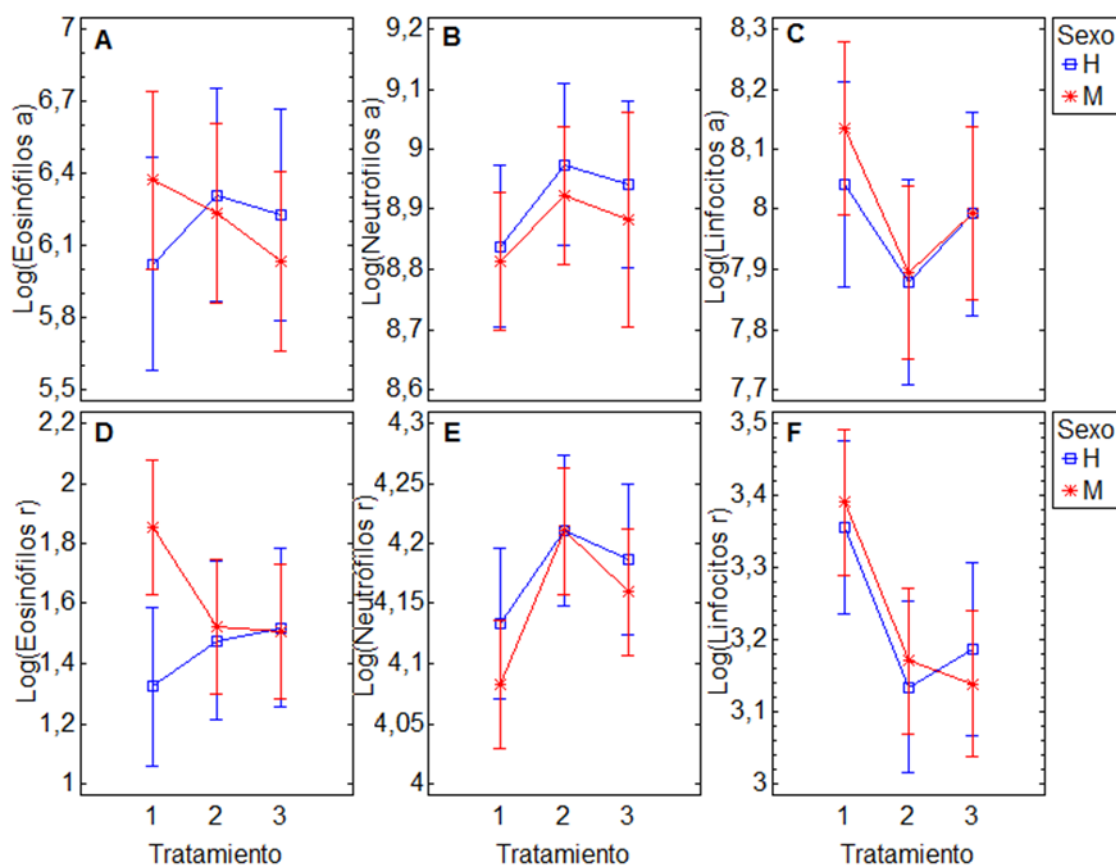 A
Log(Eosinófilos a)
7
6,7
6,4
6,1
5,8
5,5
B
Log(Neutrófilos a)
9,2
9,1
9
8,9
8,8
8,7
8,6
C
Log(Linfocitos a)
8,3
8,2
8,1
8
7,9
7,8
7,7
Sexo
H
M
D
Log(Eosinófilos r)
2,2
2
1,8
1,6
1,4
1,2
1
1 2 3
Tratamiento
E
Log(Neutrófilos r)
4,3
4,25
4,2
4,15
4,1
4,05
4
1 2 3
Tratamiento
F
Log(Linfocitos r)
3,5
3,4
3,3
3,2
3,1
3
1 2 3
Tratamiento
Sexo
H
M